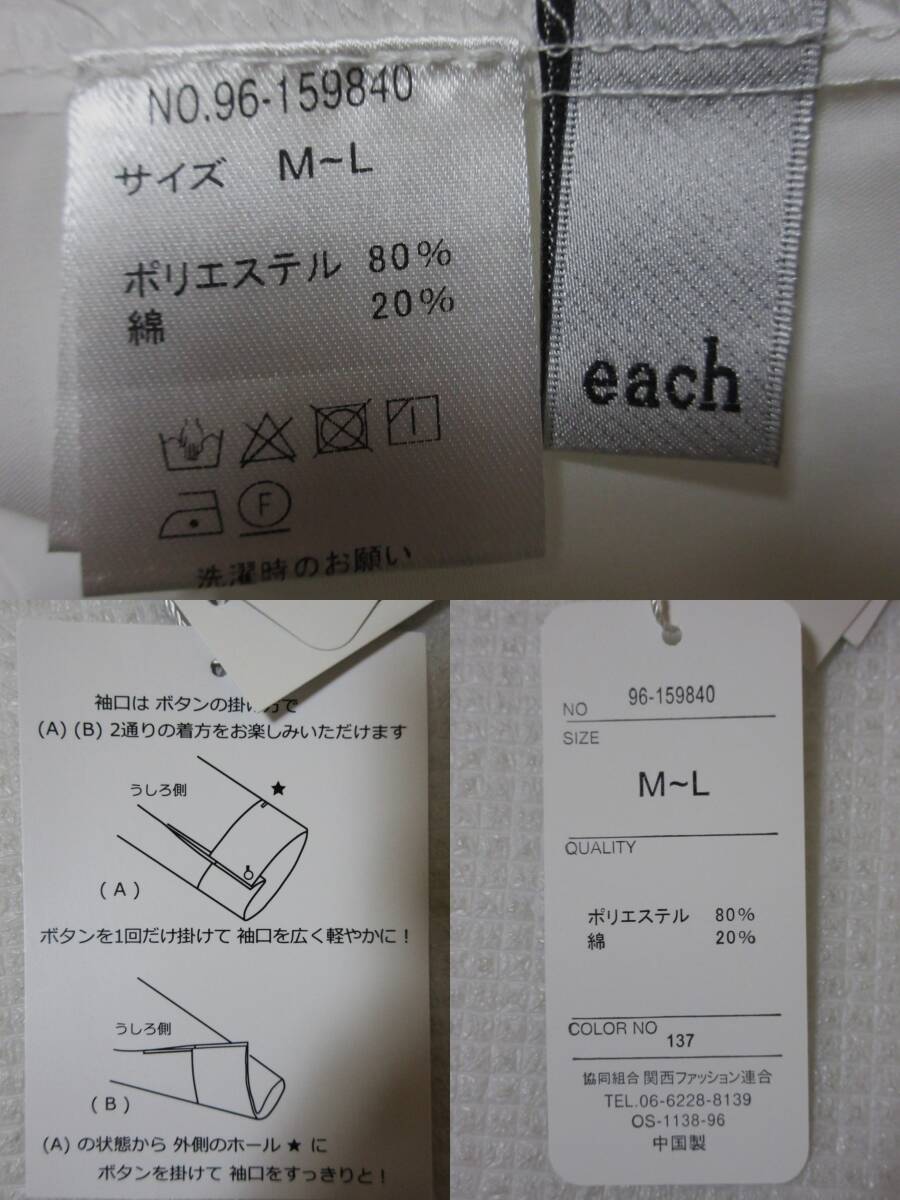 NO.96-159840
サイズ M~L
ポリエステル 80%
綿 20%
F
洗濯時のお願い
each
袖口は ボタンの掛け方で
(A) (B) 2通りの着方をお楽しみいただけます
うしろ側
★
(A)
ボタンを1回だけ掛けて 袖口を広く軽やかに!
うしろ側
(B)
(A) の状態から 外側のホール ★ に
ボタンを掛けて 袖口をすっきりと!
NO 96-159840
SIZE
M~L
QUALITY
ポリエステル 80%
綿 20%
COLOR NO 137
協同組合 関西ファッション連合
TEL.06-6228-8139
OS-1138-96
中国製